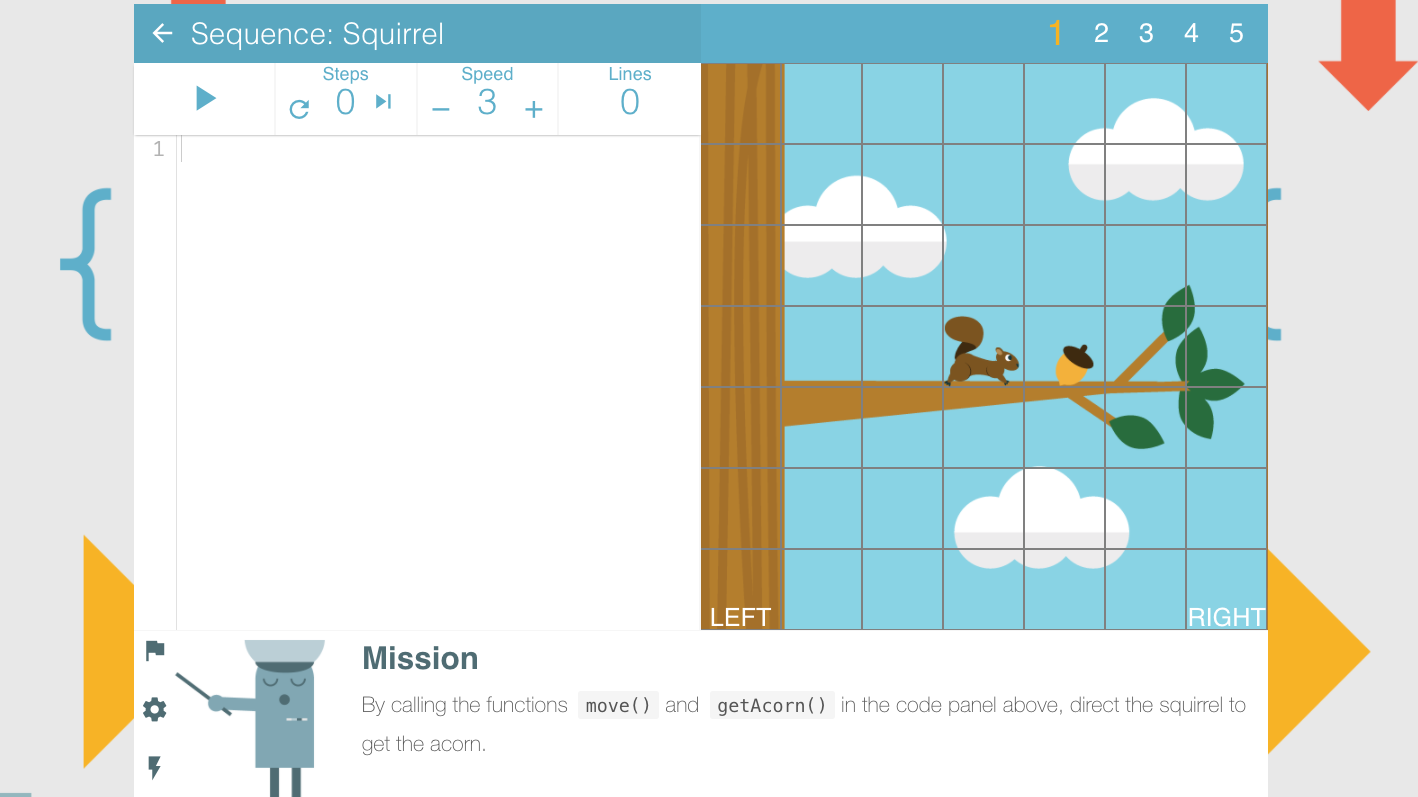 Sequence: Squirrel
1 2 3 4 5
Steps
0
Speed
3
Lines
0
1
LEFT
RIGHT
Mission
By calling the functions move() and getAcorn() in the code panel above, direct the squirrel to
get the acorn.